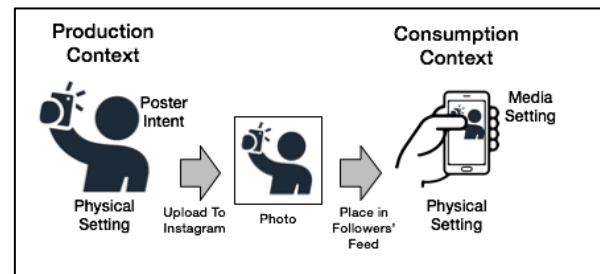 Production
Context
Poster
Intent
Physical
Setting
Upload To
Instagram
Photo
Place in
Followers'
Feed
Consumption
Context
Media
Setting
Physical
Setting